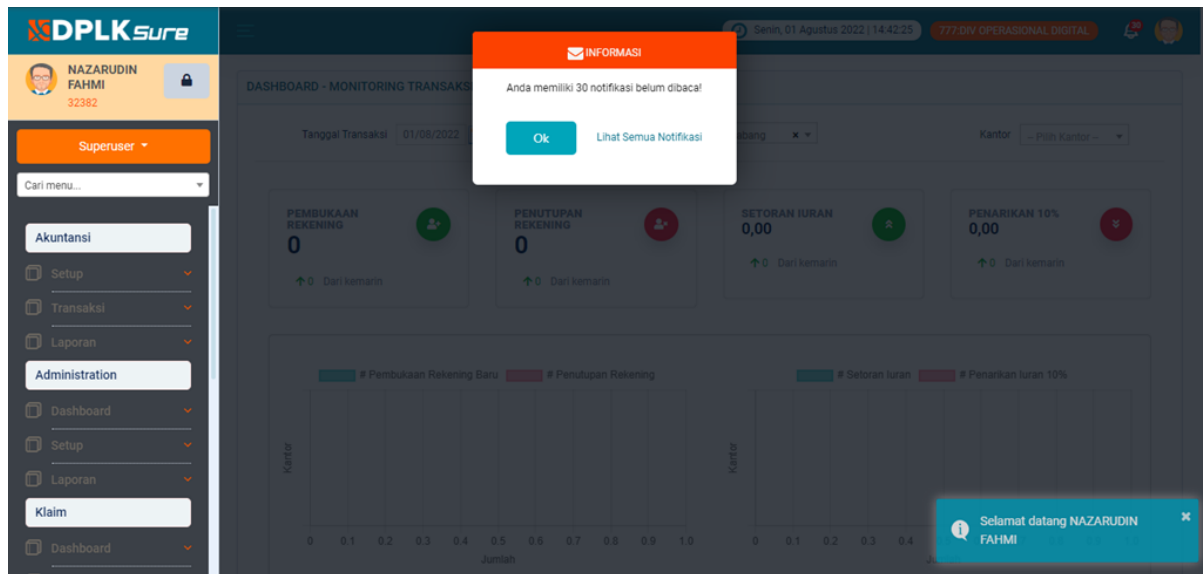 DPLKSure
Senin, 01 Agustus 2022 | 14:42:25
777:DIV OPERASIONAL DIGITAL
NAZARUDIN
FAHMI
32382
Superuser
Cari menu...
Akuntansi
Setup
Transaksi
Laporan
Administration
Dashboard
Setup
Laporan
Klaim
Dashboard
INFORMASI
Anda memiliki 30 notifikasi belum dibaca!
Ok
Lihat Semua Notifikasi
DASHBOARD - MONITORING TRANSAKS
Tanggal Transaksi 01/08/2022
abang ×
Kantor -- Pilih Kantor --
PEMBUKAAN
REKENING
0
0 Dari kemarin
PENUTUPAN
REKENING
0
0 Dari kemarin
SETORAN IURAN
0,00
0 Dari kemarin
PENARIKAN 10%
0,00
0 Dari kemarin
# Pembukaan Rekening Baru # Penutupan Rekening
Kantor
0 0.1 0.2 0.3 0.4 0.5 0.6 0.7 0.8 0.9 1.0
Jumlah
# Setoran Iuran # Penarikan Iuran 10%
Kantor
0 0.1 0.2 0.3 0.4
Selamat datang NAZARUDIN
FAHMI
×